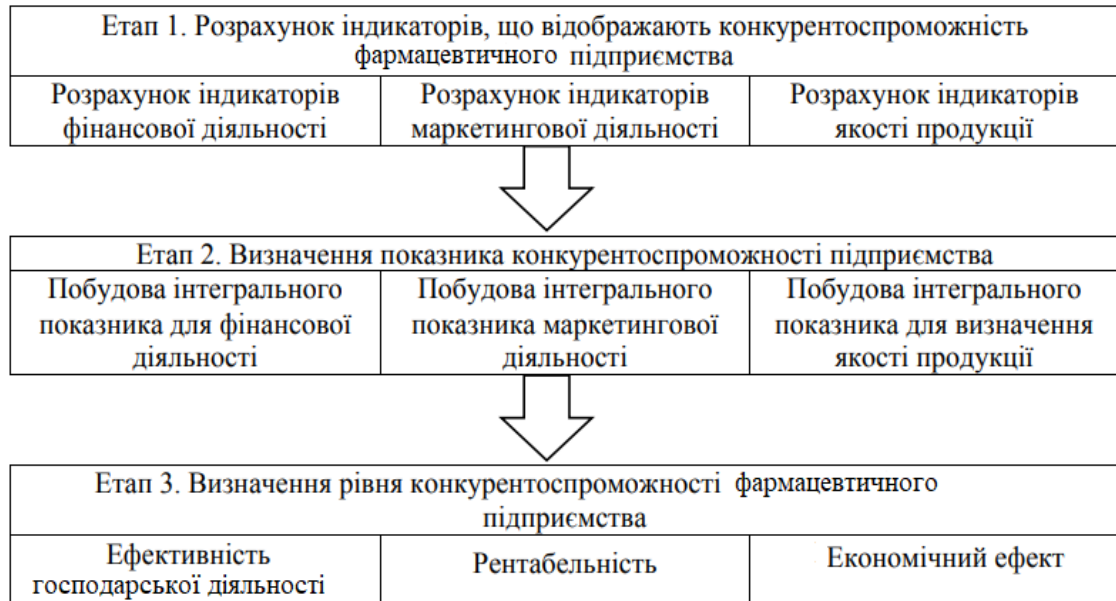 Етап 1. Розрахунок індикаторів, що відображають конкурентоспроможність
фармацевтичного підприємства
Розрахунок індикаторів
фінансової діяльності
Розрахунок індикаторів
маркетингової діяльності
Розрахунок індикаторів
якості продукції
Етап 2. Визначення показника конкурентоспроможності підприємства
Побудова інтегрального
показника для фінансової
діяльності
Побудова інтегрального
показника маркетингової
діяльності
Побудова інтегрального
показника для визначення
якості продукції
Етап 3. Визначення рівня конкурентоспроможності фармацевтичного
підприємства
Ефективність
господарської діяльності
Рентабельність
Економічний ефект